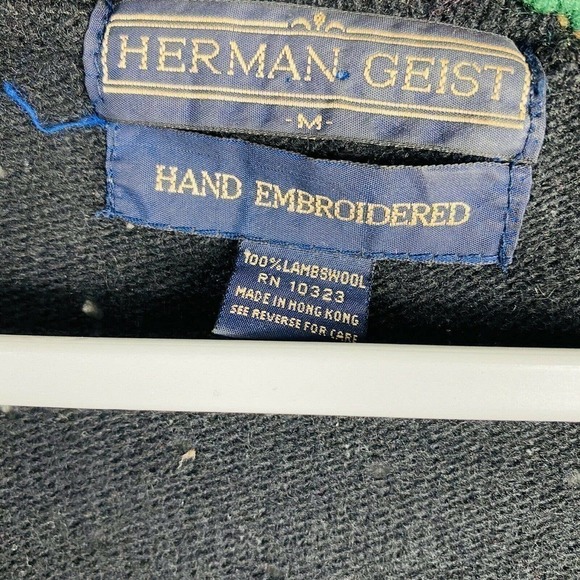 HERMAN GEIST
-M-
HAND EMBROIDERED
100% LAMBSWOOL
RN 10323
MADE IN HONG KONG
SEE REVERSE FOR CARE